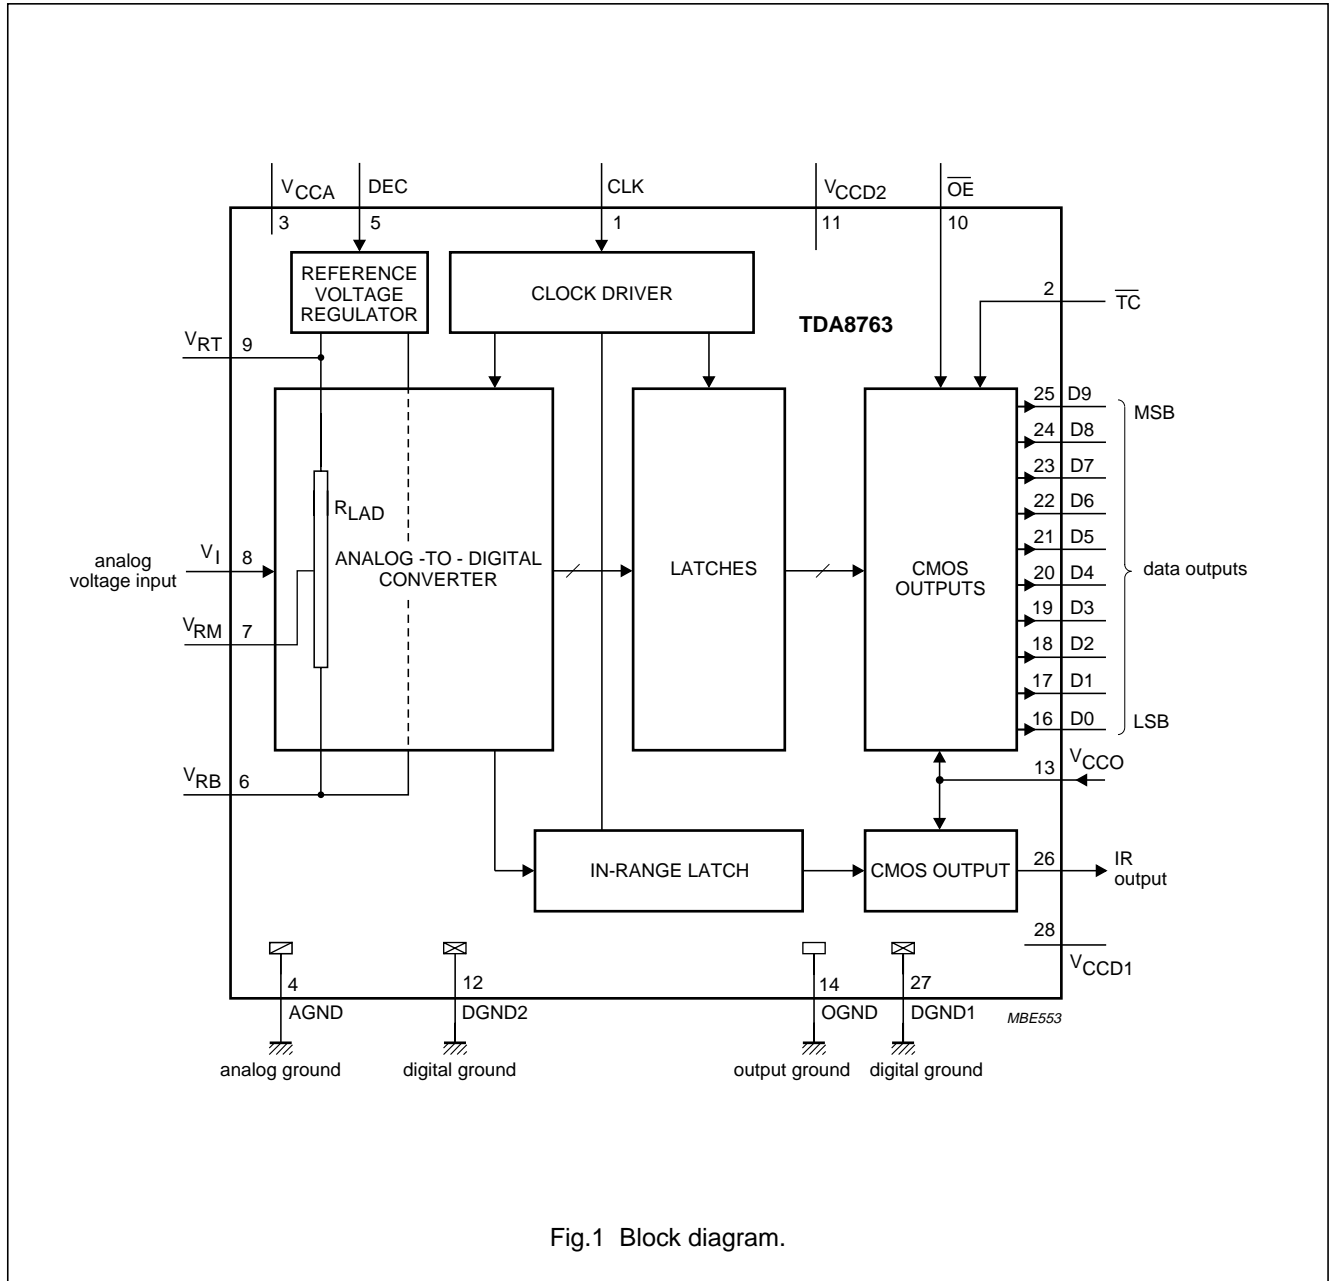 VCCA
DEC
CLK
VCCD2
OE
3
5
1
11
10
REFERENCE
VOLTAGE
REGULATOR
CLOCK DRIVER
2
TC
TDA8763
VRT
9
25 D9
MSB
24 D8
23 D7
22 D6
21 D5
20 D4
19 D3
18 D2
17 D1
16 D0
LSB
data outputs
RLAD
analog
voltage input
VI
8
ANALOG -TO - DIGITAL
CONVERTER
LATCHES
CMOS
OUTPUTS
VRM
7
VRB
6
13
VCCO
IN-RANGE LATCH
CMOS OUTPUT
26
IR
output
28
VCCD1
4
12
14
27
AGND
DGND2
OGND
DGND1
MBE553
analog ground
digital ground
output ground
digital ground
Fig.1 Block diagram.